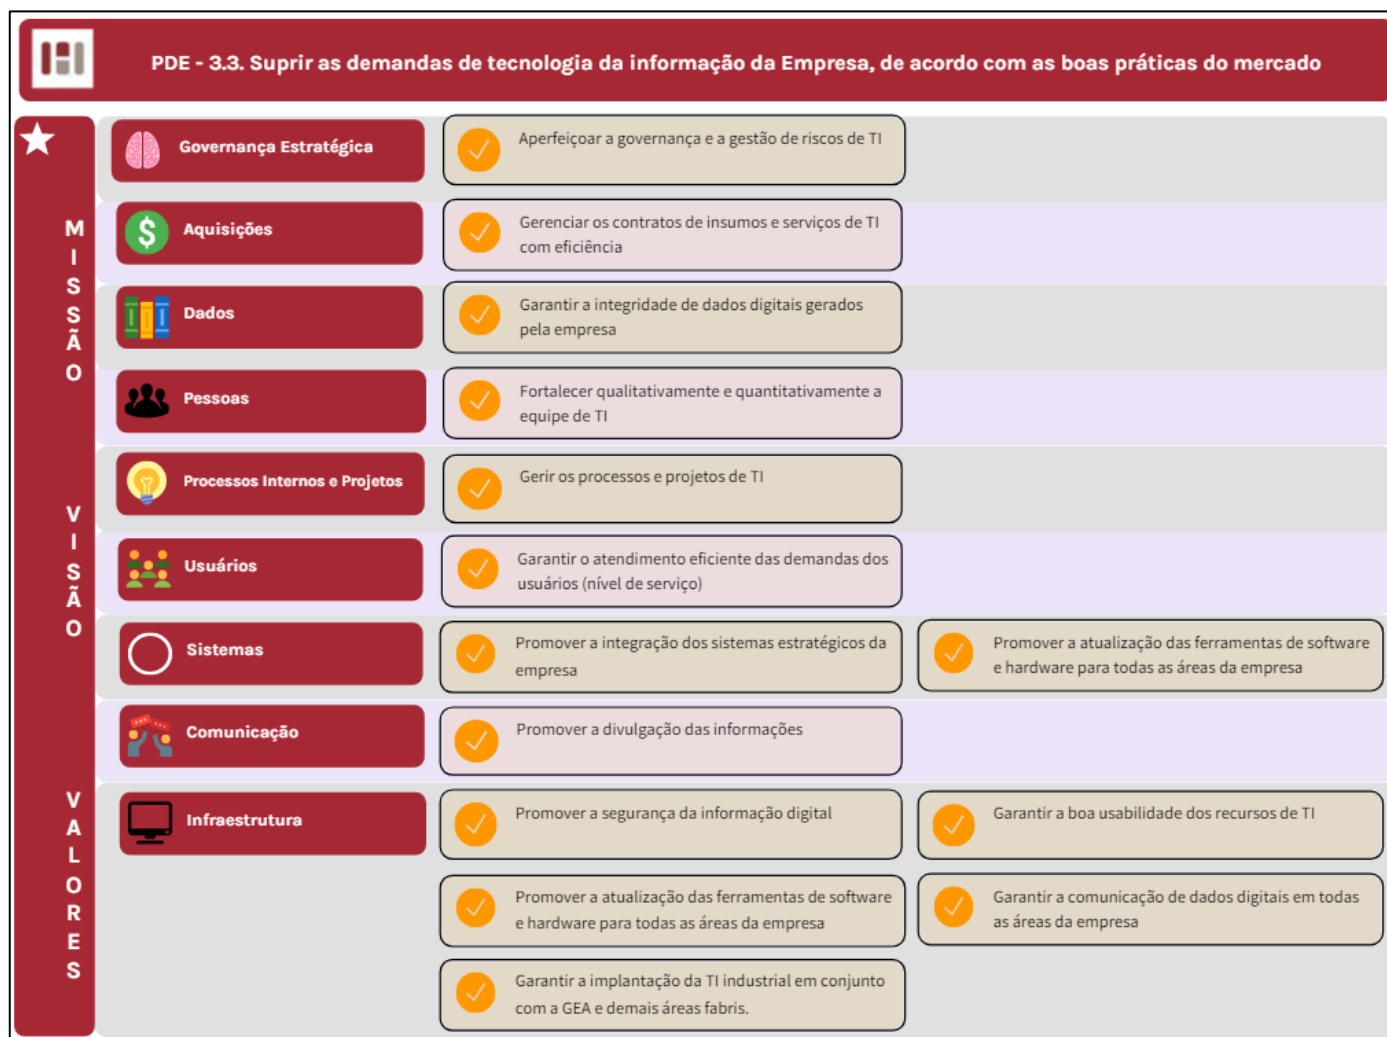 PDE - 3.3. Suprir as demandas de tecnologia da informação da Empresa, de acordo com as boas práticas do mercado
MISSÃO
VISÃO
VALORES
Governança Estratégica
Aperfeiçoar a governança e a gestão de riscos de TI
Aquisições
Gerenciar os contratos de insumos e serviços de TI
com eficiência
Dados
Garantir a integridade de dados digitais gerados
pela empresa
Pessoas
Fortalecer qualitativamente e quantitativamente a
equipe de TI
Processos Internos e Projetos
Gerir os processos e projetos de TI
Usuários
Garantir o atendimento eficiente das demandas dos
usuários (nível de serviço)
Sistemas
Promover a integração dos sistemas estratégicos da
empresa
Promover a atualização das ferramentas de software
e hardware para todas as áreas da empresa
Comunicação
Promover a divulgação das informações
Infraestrutura
Promover a segurança da informação digital
Garantir a boa usabilidade dos recursos de TI
Promover a atualização das ferramentas de software
e hardware para todas as áreas da empresa
Garantir a comunicação de dados digitais em todas
as áreas da empresa
Garantir a implantação da TI industrial em conjunto
com a GEA e demais áreas fabris.